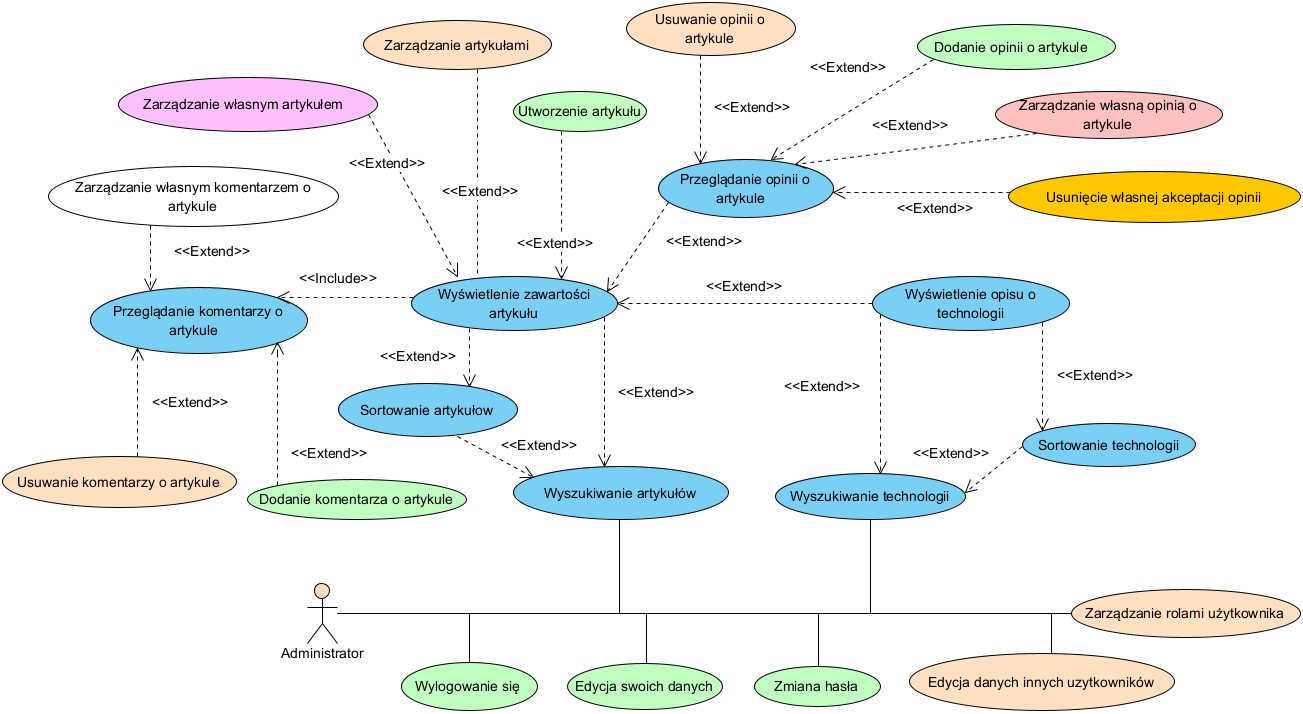 Usuwanie opinii o
artykule
Zarządzanie artykułami
Dodanie opinii o artykule
<<Extend>>
Zarządzanie własnym artykułem
Utworzenie artykułu
<<Extend>>
Zarządzanie własną opinią o
artykule
<<Extend>>
<<Extend>>
Zarządzanie własnym komentarzem o
artykule
<<Extend>>
Przeglądanie opinii o
artykule
Usunięcie własnej akceptacji opinii
<<Extend>>
<<Extend>>
<<Extend>>
<<Extend>>
<<Include>>
<<Extend>>
Przeglądanie komentarzy o
artykule
Wyświetlenie zawartości
artykułu
Wyświetlenie opisu o
technologii
<<Extend>>
<<Extend>>
<<Extend>>
<<Extend>>
<<Extend>>
<<Extend>>
Sortowanie artykułow
<<Extend>>
<<Extend>>
<<Extend>>
Sortowanie technologii
Usuwanie komentarzy o artykule
Dodanie komentarza o artykule
Wyszukiwanie artykułów
Wyszukiwanie technologii
Administrator
Zarządzanie rolami użytkownika
Wylogowanie się
Edycja swoich danych
Zmiana hasła
Edycja danych innych uzytkowników